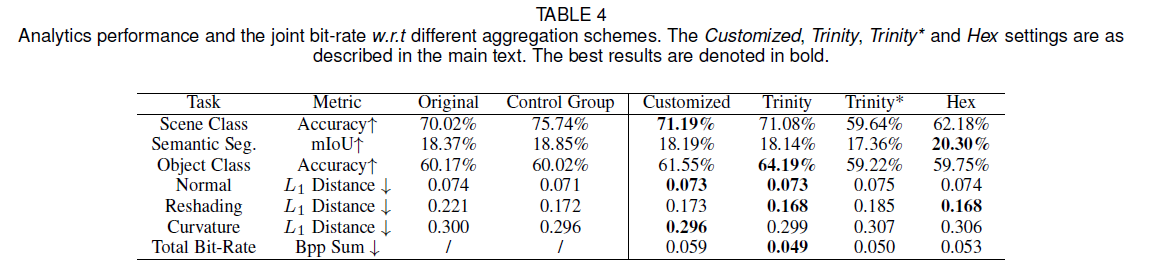 TABLE 4
Analytics performance and the joint bit-rate w.r.t different aggregation schemes. The Customized, Trinity, Trinity* and Hex settings are as
described in the main text. The best results are denoted in bold.
Task Metric Original Control Group Customized Trinity Trinity* Hex
Scene Class Accuracy↑ 70.02% 75.74% 71.19% 71.08% 59.64% 62.18%
Semantic Seg. mIoU↑ 18.37% 18.85% 18.19% 18.14% 17.36% 20.30%
Object Class Accuracy↑ 60.17% 60.02% 61.55% 64.19% 59.22% 59.75%
Normal L1 Distance ↓ 0.074 0.071 0.073 0.073 0.075 0.074
Reshading L1 Distance ↓ 0.221 0.172 0.173 0.168 0.185 0.168
Curvature L1 Distance ↓ 0.300 0.296 0.296 0.299 0.307 0.306
Total Bit-Rate Bpp Sum ↓ / / 0.059 0.049 0.050 0.053